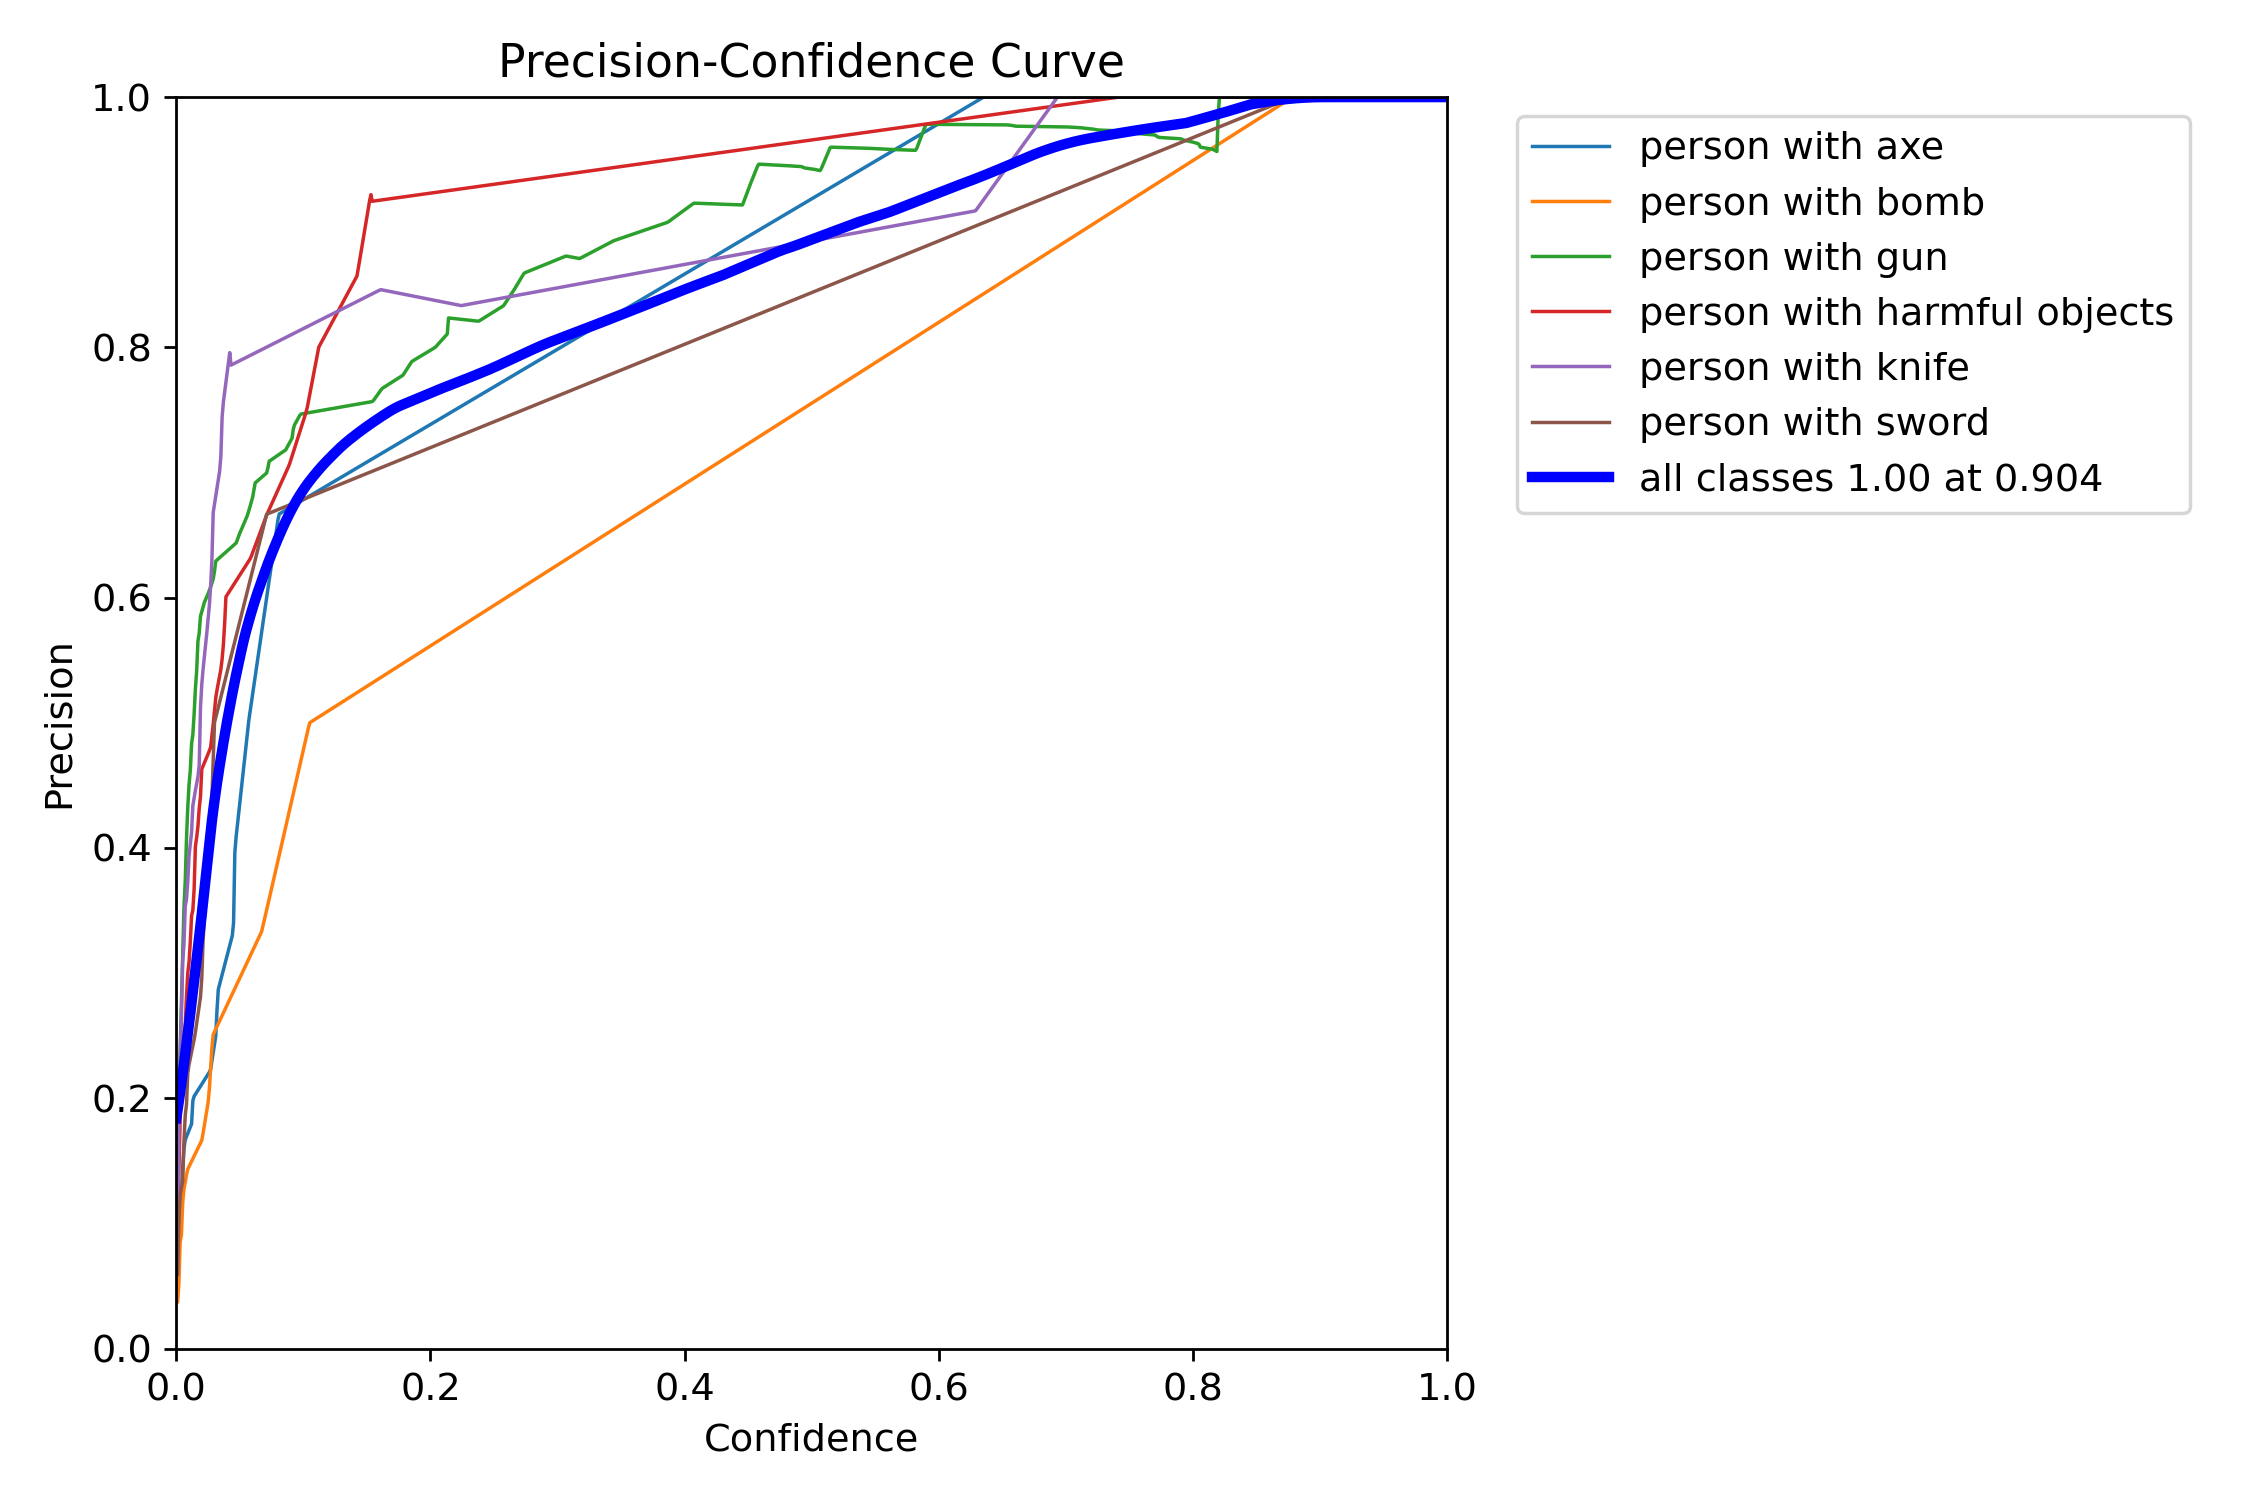 Precision-Confidence Curve
1.0
0.8
0.6
0.4
0.2
0.0
Precision
0.0 0.2 0.4 0.6 0.8 1.0
Confidence
person with axe
person with bomb
person with gun
person with harmful objects
person with knife
person with sword
all classes 1.00 at 0.904